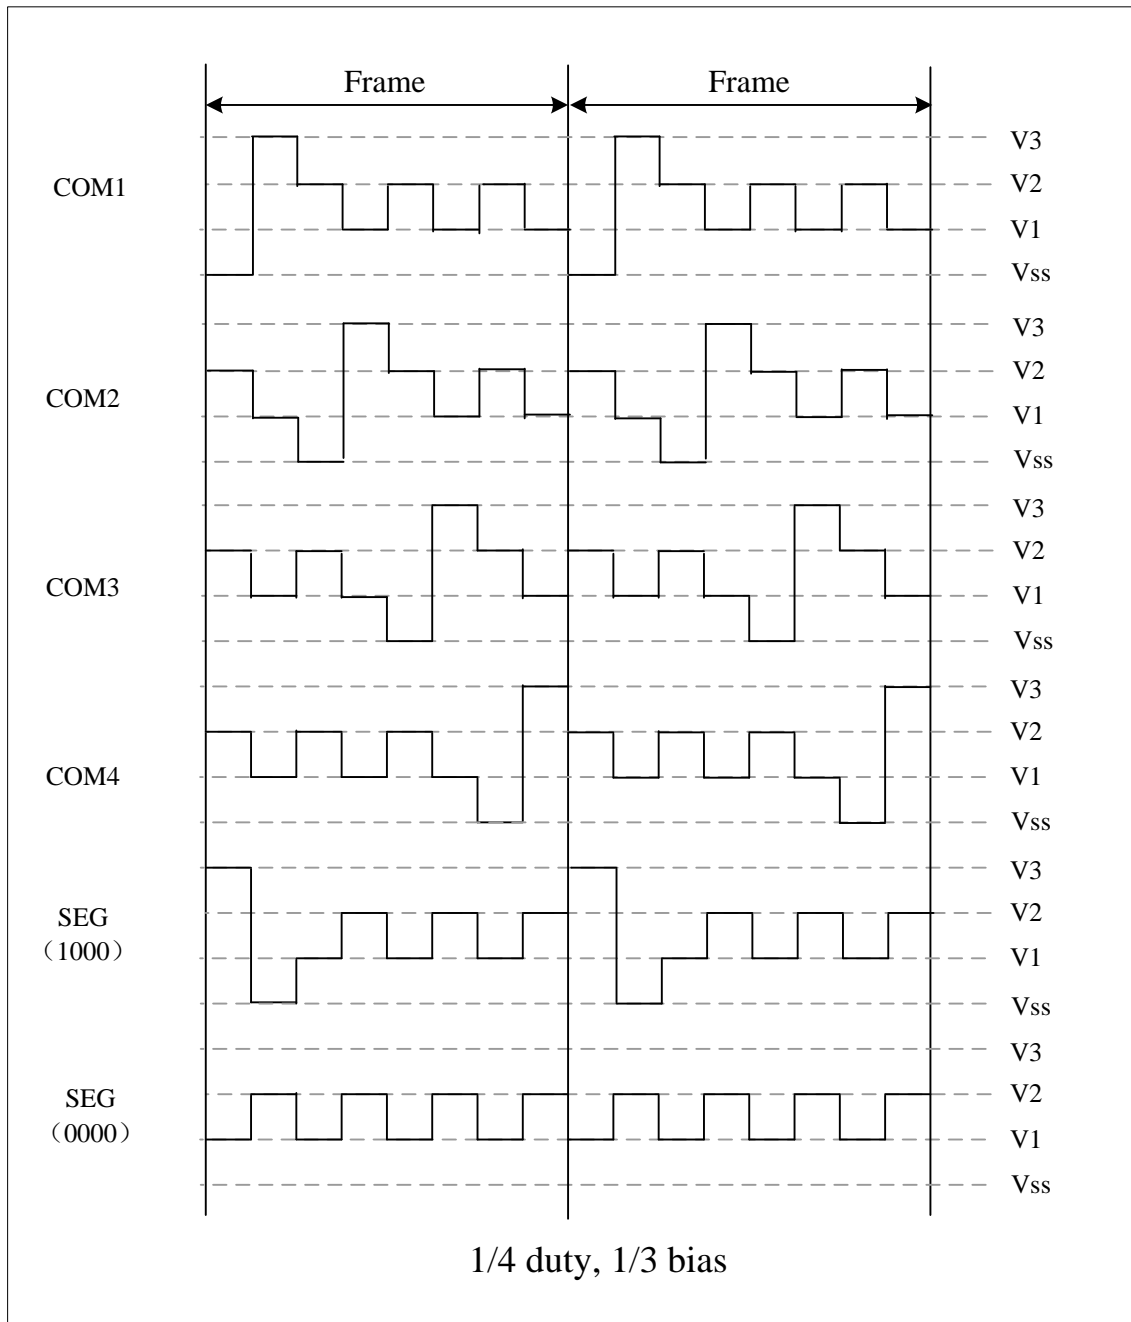 Frame Frame
COM1
V3
V2
V1
Vss
COM2
V3
V2
V1
Vss
COM3
V3
V2
V1
Vss
COM4
V3
V2
V1
Vss
SEG
（1000）
V3
V2
V1
Vss
SEG
（0000）
V3
V2
V1
Vss
1/4 duty, 1/3 bias